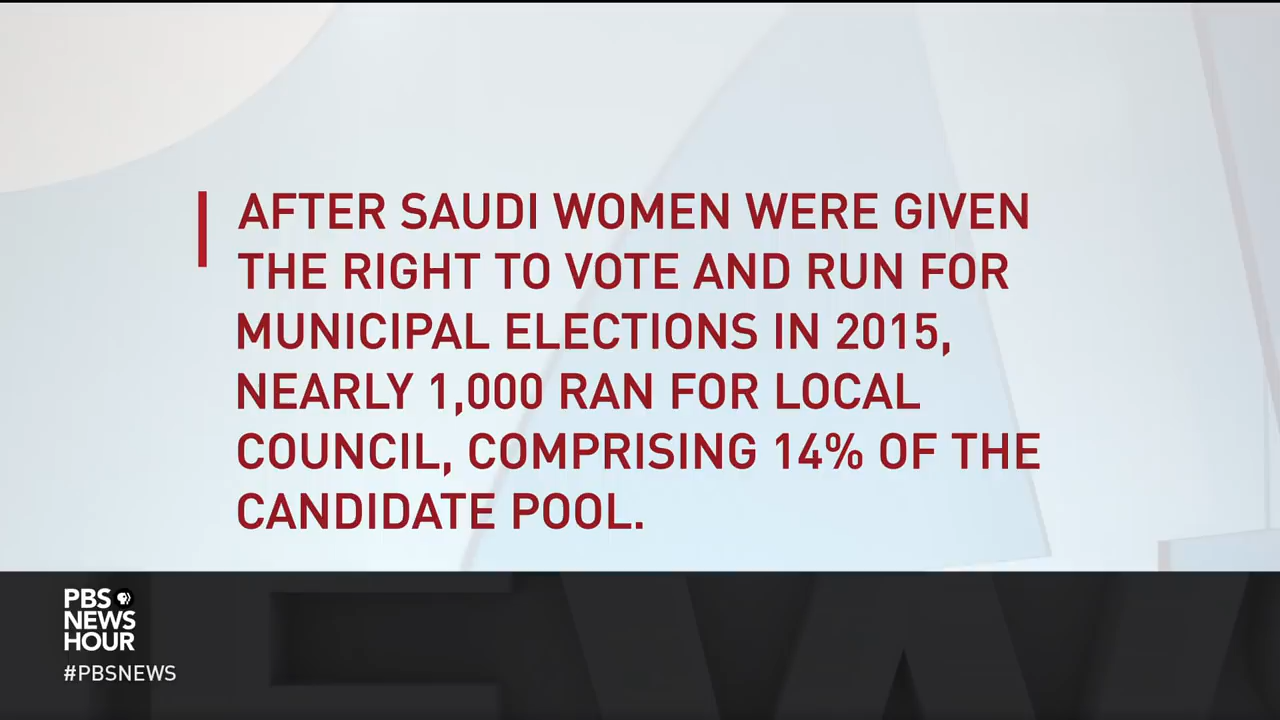 AFTER SAUDI WOMEN WERE GIVEN
THE RIGHT TO VOTE AND RUN FOR
MUNICIPAL ELECTIONS IN 2015,
NEARLY 1,000 RAN FOR LOCAL
COUNCIL, COMPRISING 14% OF THE
CANDIDATE POOL.
PBS
NEWS
HOUR
#PBSNEWS